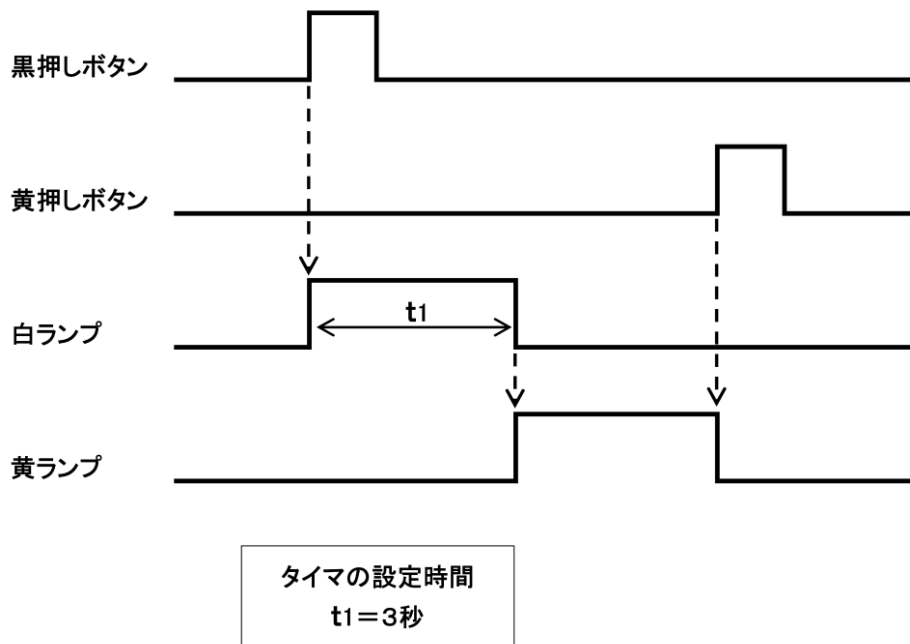 黒押しボタン
黄押しボタン
白ランプ
t1
黄ランプ
タイマの設定時間
t1＝3秒